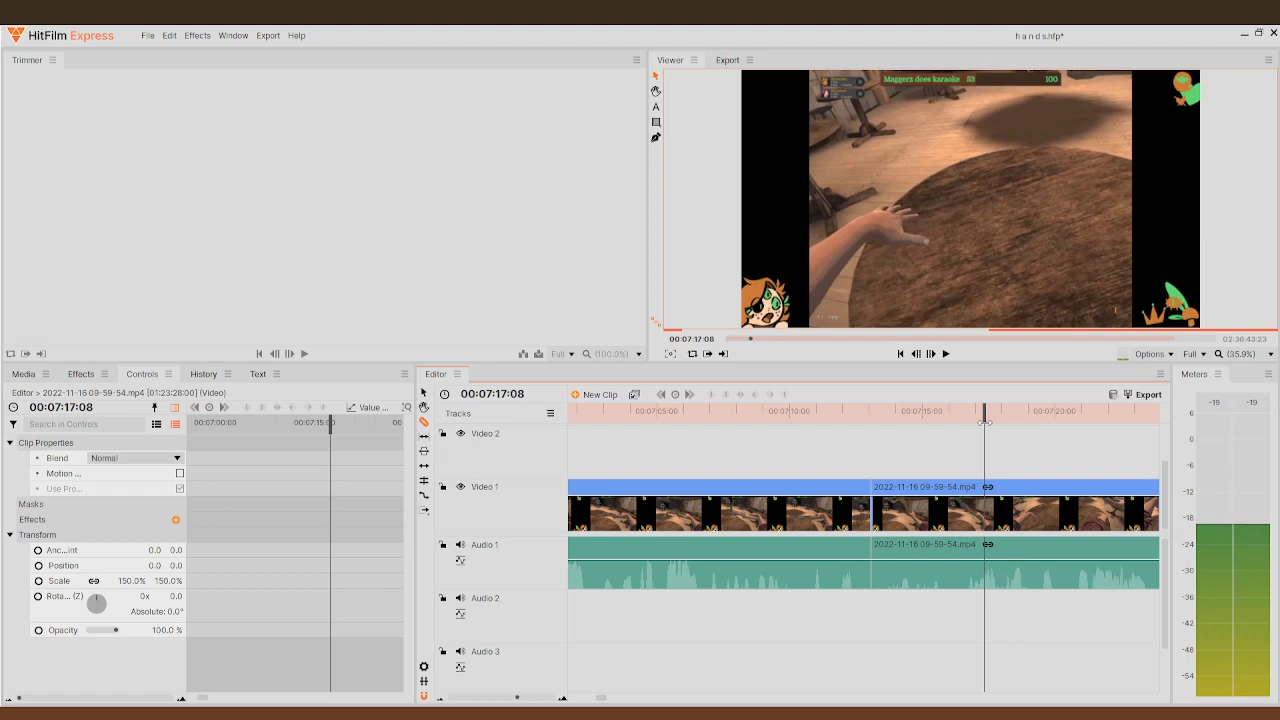 HitFilm Express
File Edit Effects Window Export Help
h a n d s.hfp*
Trimmer
Viewer Export
Maggerz does karaoke 53 100
Full (100.0%)
00:07:17:08
02:36:43:23
Options Full (35.9%)
Media Effects Controls History Text
Editor > 2022-11-16 09-59-54.mp4 [01:23:28:00] (Video)
00:07:17:08 Value ...
Search in Controls
00:07:00:00 00:07:15:00 00
Clip Properties
Blend Normal
Motion ...
Use Pro...
Masks
Effects
Transform
Anc...int 0.0 0.0
Position 0.0 0.0
Scale 150.0% 150.0%
Rota... (Z) 0x 0.0
Absolute: 0.0°
Opacity 100.0 %
Editor
00:07:17:08 New Clip Export
Tracks
00:07:05:00 00:07:10:00 00:07:15:00 00:07:20:00
Video 2
Video 1 2022-11-16 09-59-54.mp4
Audio 1 2022-11-16 09-59-54.mp4
Audio 2
Audio 3
Meters
-19 -19
6
0
-6
-12
-18
-24
-30
-36
-42
-48
-54